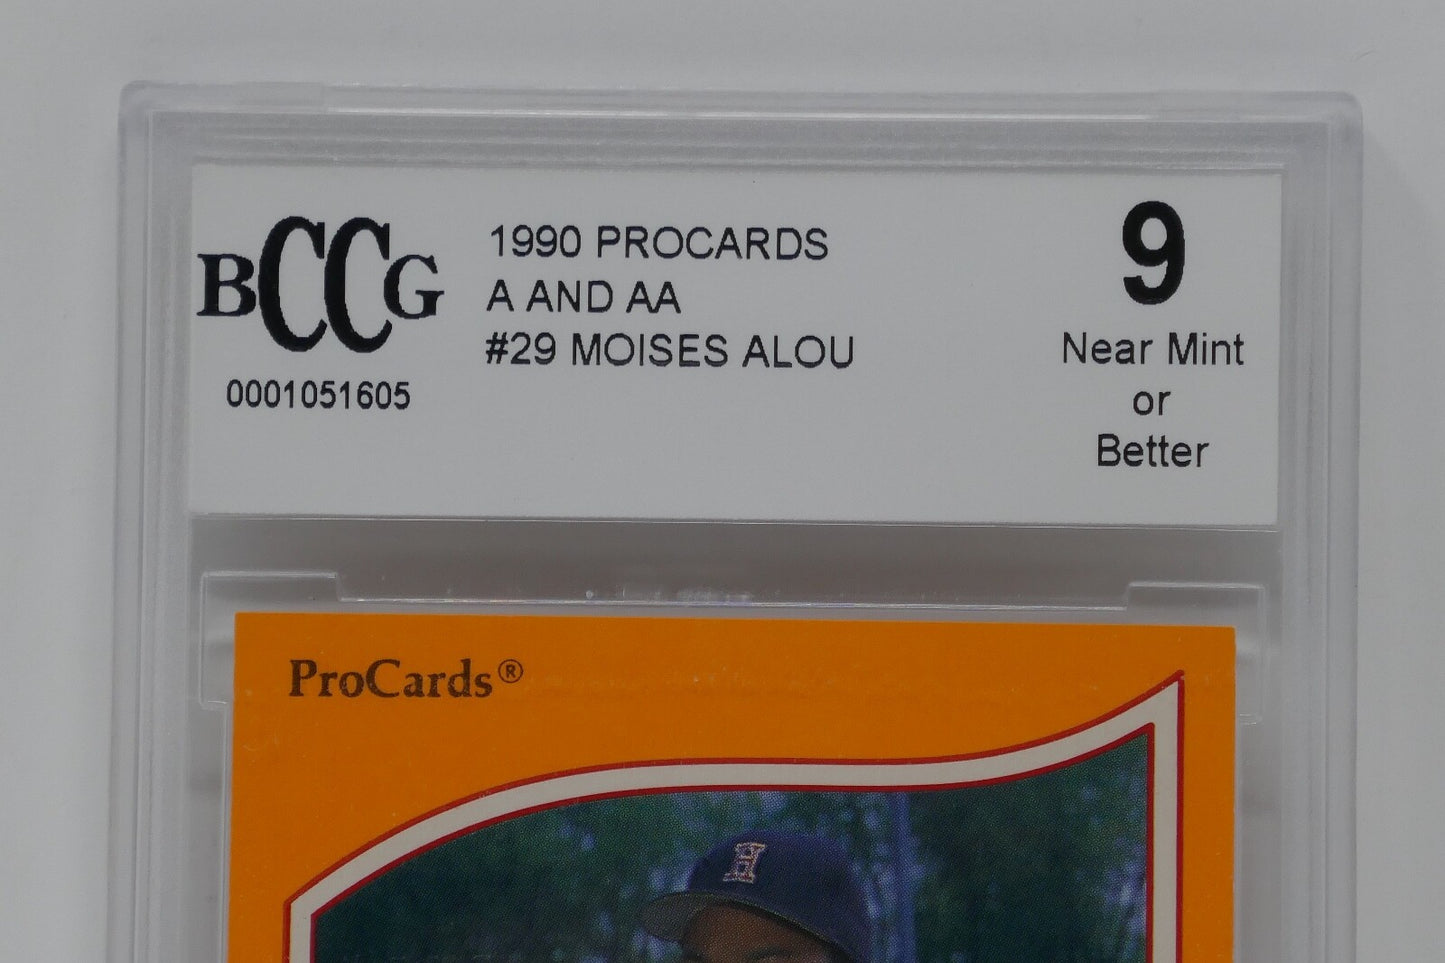 BCCG
0001051605
1990 PROCARDS
A AND AA
#29 MOISES ALOU
9
Near Mint
or
Better
ProCards®
H